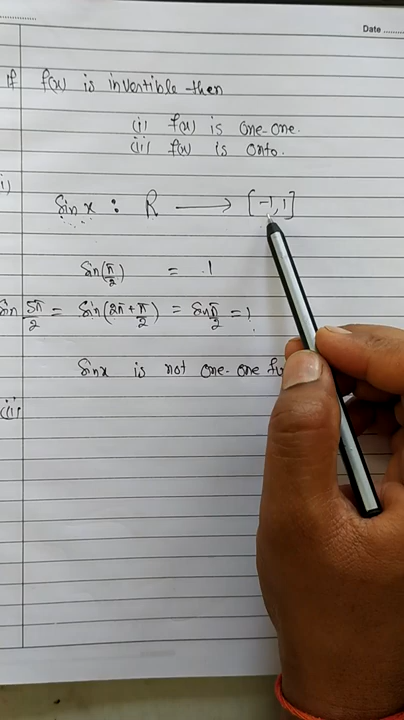 Date .......
If f(x) is invertible then
(i) f(x) is one-one.
(ii) f(x) is onto.
i)
Sin x : R ⟶ [-1, 1]
Sin(π/2) = 1
Sin 5π/2 = Sin(2π + π/2) = Sin π/2 = 1
Sinx is not one-one
(ii)